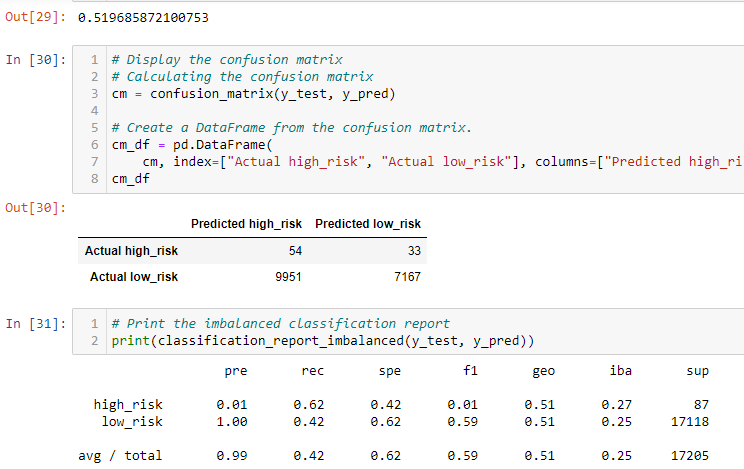 Out[29]: 0.519685872100753
In [30]: 1 # Display the confusion matrix
2 # Calculating the confusion matrix
3 cm = confusion_matrix(y_test, y_pred)
4
5 # Create a DataFrame from the confusion matrix.
6 cm_df = pd.DataFrame(
7 cm, index=["Actual high_risk", "Actual low_risk"], columns=["Predicted high_ri
8 cm_df
Out[30]:
Predicted high_risk Predicted low_risk
Actual high_risk 54 33
Actual low_risk 9951 7167
In [31]: 1 # Print the imbalanced classification report
2 print(classification_report_imbalanced(y_test, y_pred))
pre rec spe f1 geo iba sup
high_risk 0.01 0.62 0.42 0.01 0.51 0.27 87
low_risk 1.00 0.42 0.62 0.59 0.51 0.25 17118
avg / total 0.99 0.42 0.62 0.59 0.51 0.25 17205